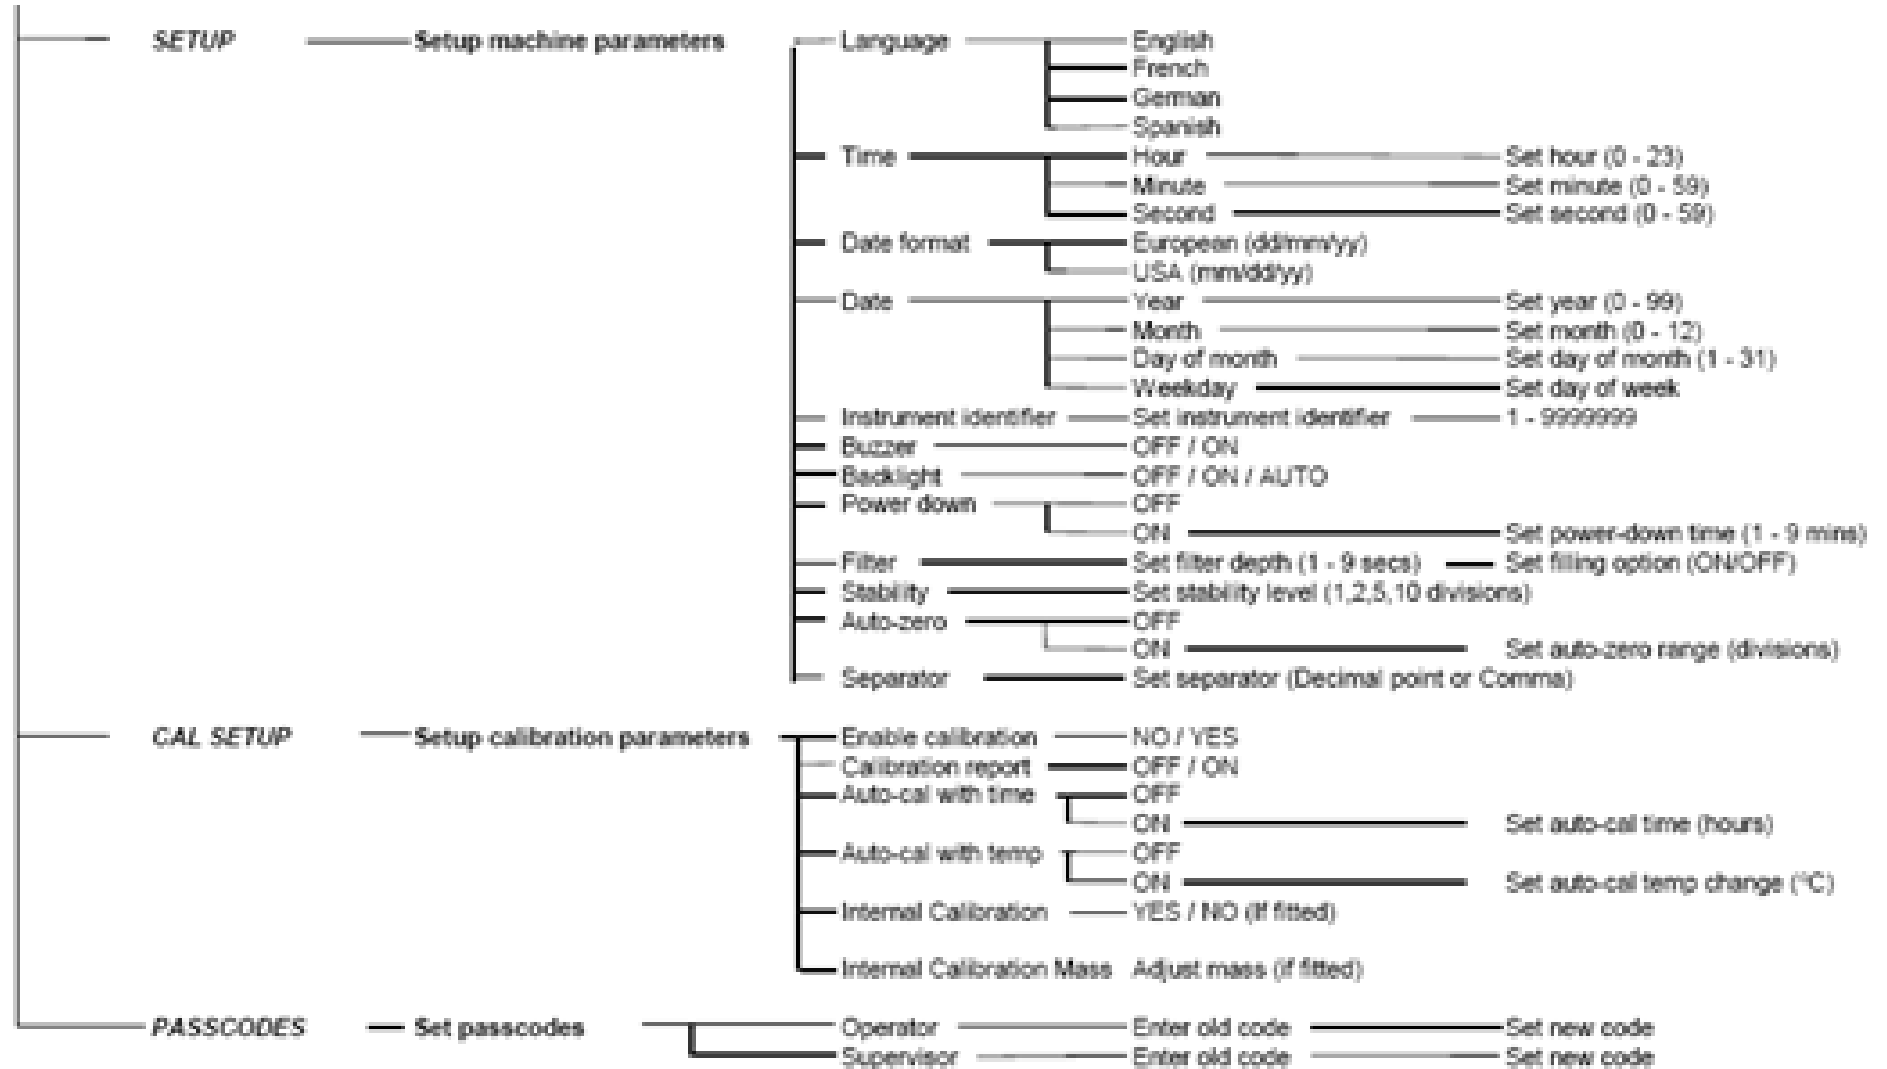 SETUP Setup machine parameters Language English
French
German
Spanish
Time Hour Set hour (0 - 23)
Minute Set minute (0 - 59)
Second Set second (0 - 59)
Date format European (dd/mm/yy)
USA (mm/dd/yy)
Date Year Set year (0 - 99)
Month Set month (0 - 12)
Day of month Set day of month (1 - 31)
Weekday Set day of week
Instrument identifier Set instrument identifier 1 - 9999999
Buzzer OFF / ON
Backlight OFF / ON / AUTO
Power down OFF
ON Set power-down time (1 - 9 mins)
Filter Set filter depth (1 - 9 secs) Set filling option (ON/OFF)
Stability Set stability level (1,2,5,10 divisions)
Auto-zero OFF
ON Set auto-zero range (divisions)
Separator Set separator (Decimal point or Comma)
CAL SETUP Setup calibration parameters Enable calibration NO / YES
Calibration report OFF / ON
Auto-cal with time OFF
ON Set auto-cal time (hours)
Auto-cal with temp OFF
ON Set auto-cal temp change (°C)
Internal Calibration YES / NO (If fitted)
Internal Calibration Mass Adjust mass (if fitted)
PASSCODES Set passcodes Operator Enter old code Set new code
Supervisor Enter old code Set new code